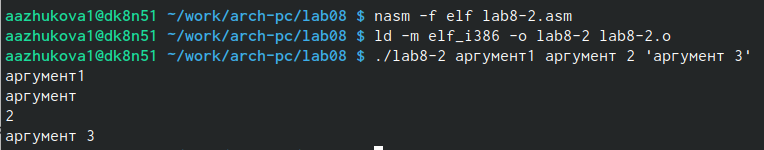 aazhukova1@dk8n51 ~/work/arch-pc/lab08 $ nasm -f elf lab8-2.asm
aazhukova1@dk8n51 ~/work/arch-pc/lab08 $ ld -m elf_i386 -o lab8-2 lab8-2.o
aazhukova1@dk8n51 ~/work/arch-pc/lab08 $ ./lab8-2 аргумент1 аргумент 2 'аргумент 3'
аргумент1
аргумент
2
аргумент 3